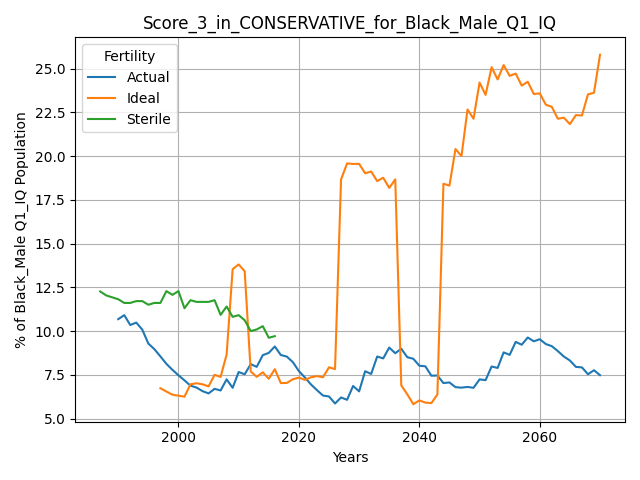 Score_3_in_CONSERVATIVE_for_Black_Male_Q1_IQ
Fertility
Actual
Ideal
Sterile
% of Black_Male Q1_IQ Population
25.0
22.5
20.0
17.5
15.0
12.5
10.0
7.5
5.0
2000
2020
2040
2060
Years